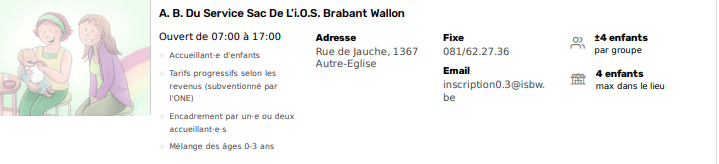 A. B. Du Service Sac De L'i.O.S. Brabant Wallon
Ouvert de 07:00 à 17:00
Accueillant·e d'enfants
Tarifs progressifs selon les
revenus (subventionné par
l'ONE)
Encadrement par un·e ou deux
accueillant·e·s
Mélange des âges 0-3 ans
Adresse
Rue de Jauche, 1367
Autre-Eglise
Fixe
081/62.27.36
Email
inscription0.3@isbw.
be
±4 enfants
par groupe
4 enfants
max dans le lieu